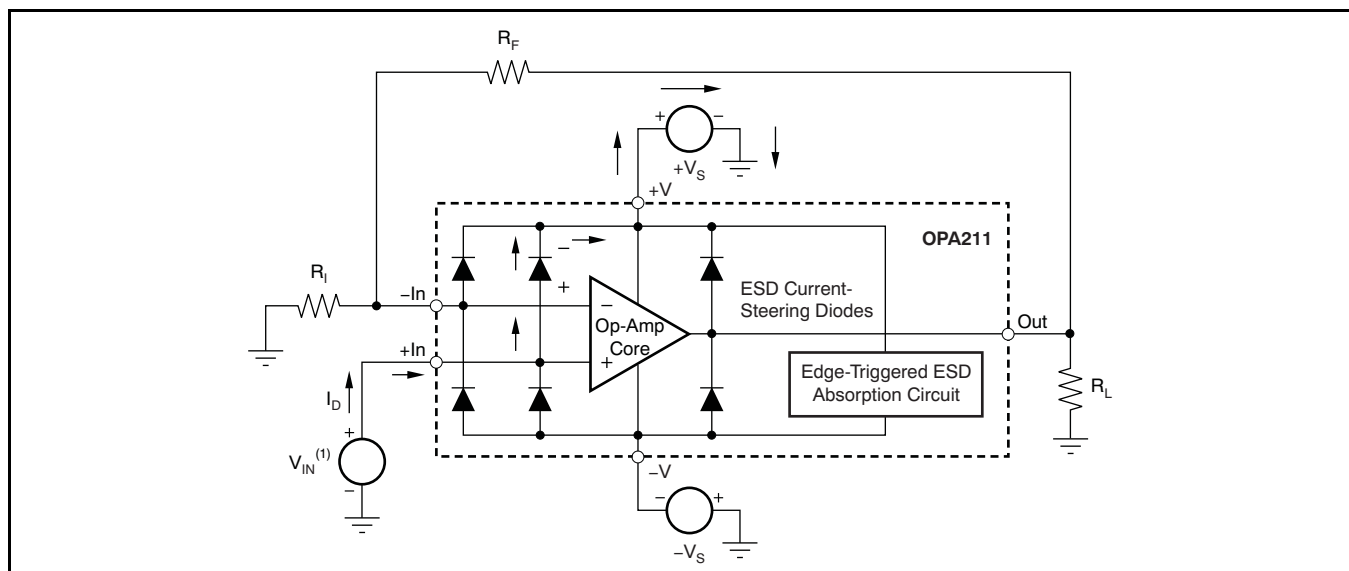 R_F
+ −
+V_S
+V
OPA211
R_I
−
+
−In
−
Op-Amp
Core
+
ESD Current-
Steering Diodes
Out
+In
Edge-Triggered ESD
Absorption Circuit
R_L
I_D
+
V_IN^(1)
−
−V
− +
−V_S